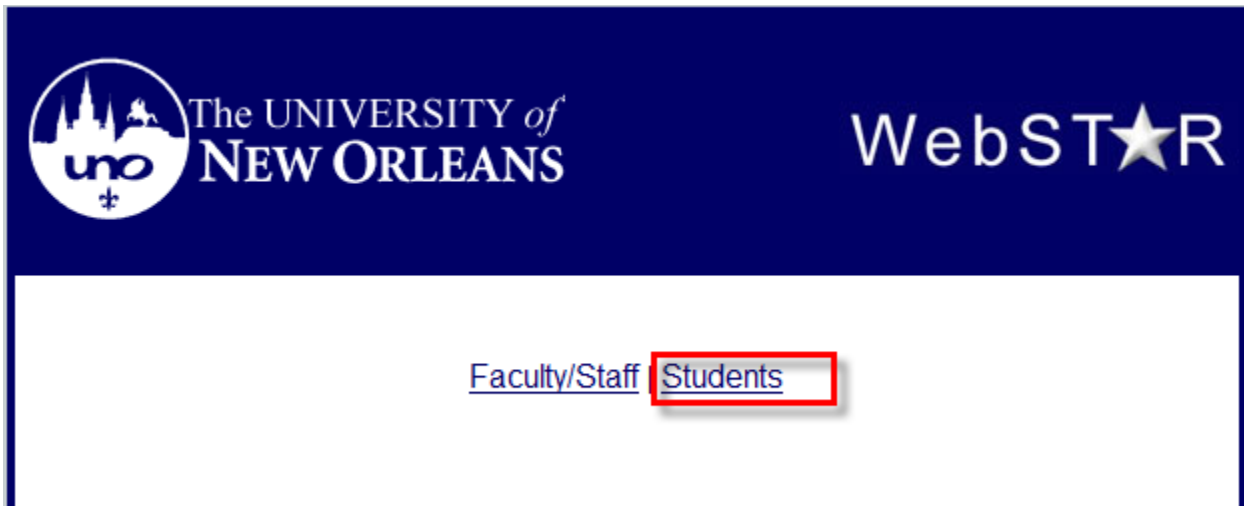 The UNIVERSITY of
NEW ORLEANS
uno
WebST★R
Faculty/Staff | Students